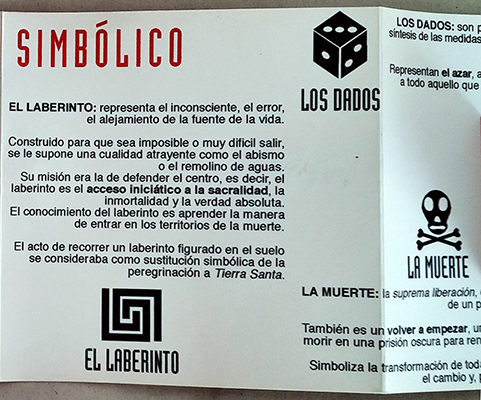 SIMBÓLICO
EL LABERINTO: representa el inconsciente, el error,
el alejamiento de la fuente de la vida.
Construido para que sea imposible o muy dificil salir,
se le supone una cualidad atrayente como el abismo
o el remolino de aguas.
Su misión era la de defender el centro, es decir, el
laberinto es el acceso iniciático a la sacralidad, la
inmortalidad y la verdad absoluta.
El conocimiento del laberinto es aprender la manera
de entrar en los territorios de la muerte.
El acto de recorrer un laberinto figurado en el suelo
se consideraba como sustitución simbólica de la
peregrinación a Tierra Santa.
EL LABERINTO
LOS DADOS
LOS DADOS: son
síntesis de las medidas
Representan el azar, a
a todo aquello que
LA MUERTE
LA MUERTE: la suprema liberación,
de un p
También es un volver a empezar, un
morir en una prisión oscura para ren
Simboliza la transformación de toda
el cambio y,